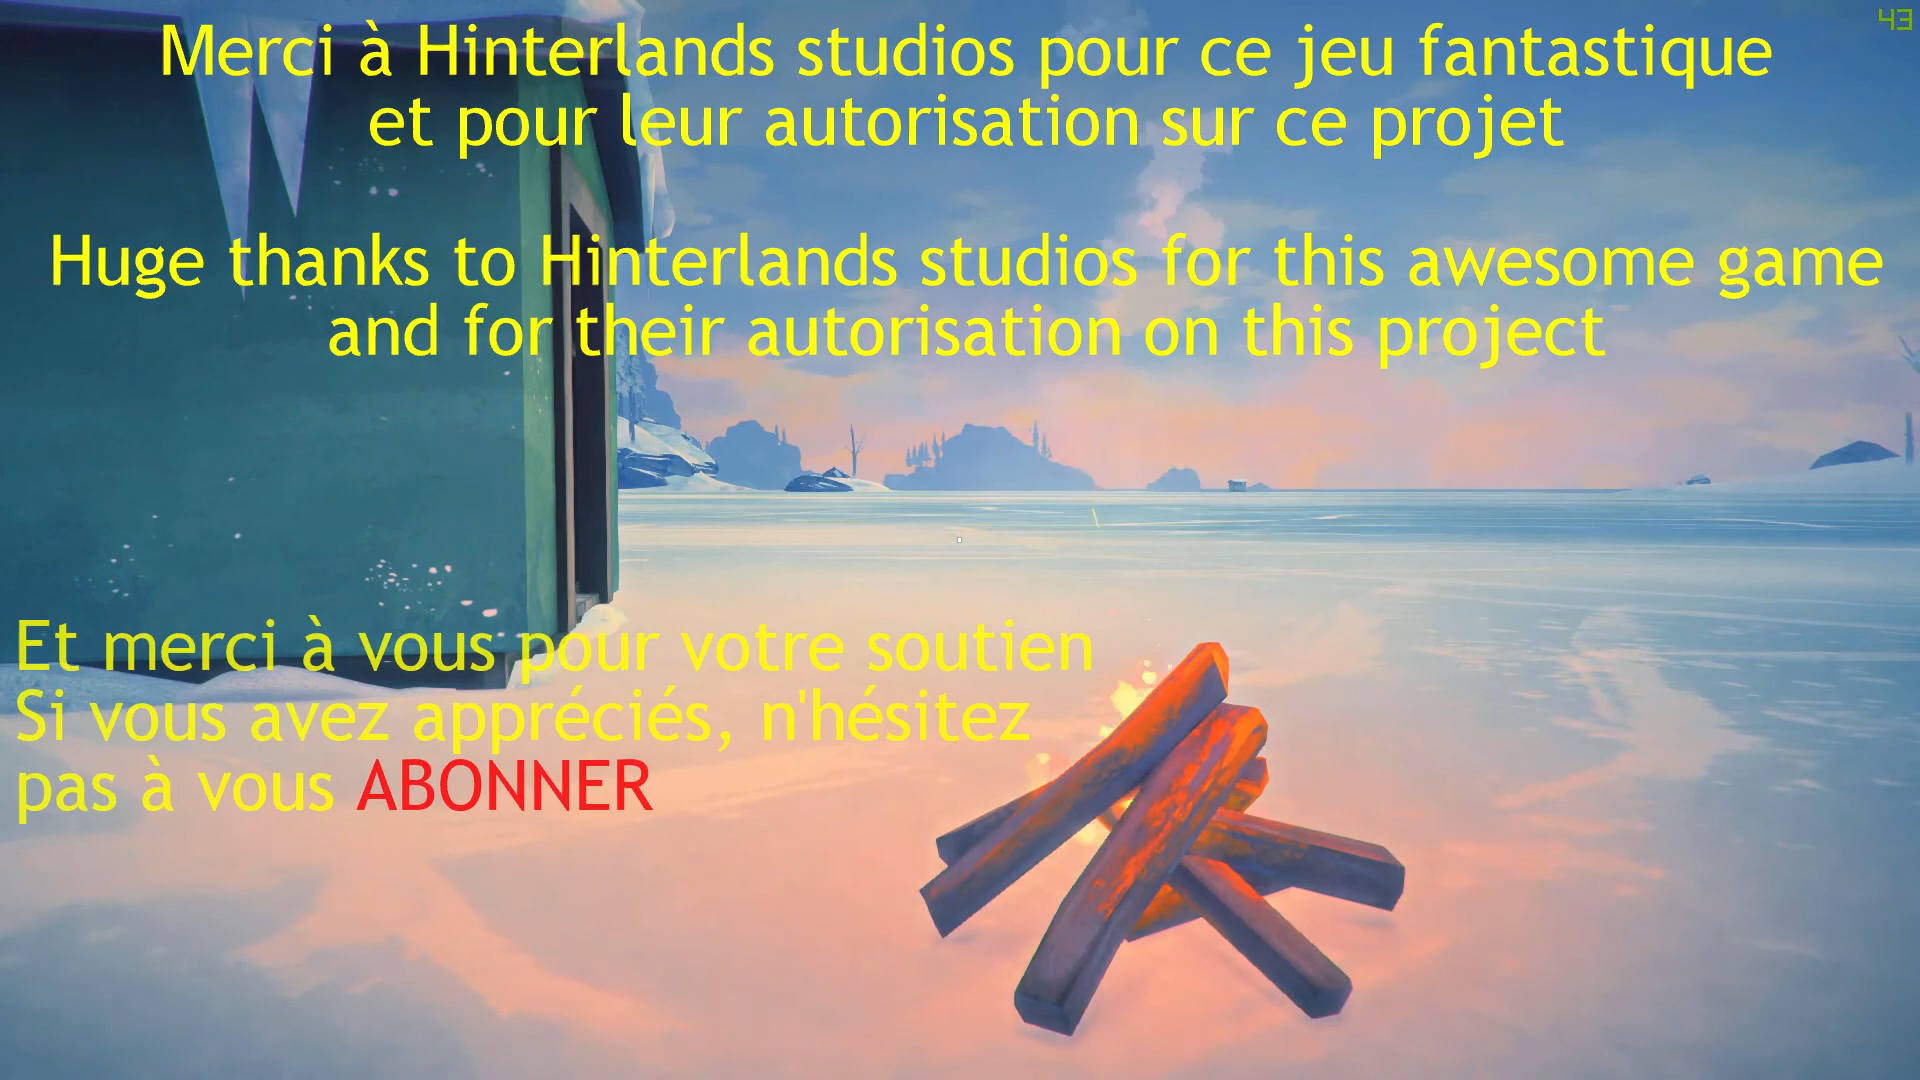 43
Merci à Hinterlands studios pour ce jeu fantastique
et pour leur autorisation sur ce projet
Huge thanks to Hinterlands studios for this awesome game
and for their autorisation on this project
Et merci à vous pour votre soutien
Si vous avez appréciés, n'hésitez
pas à vous ABONNER